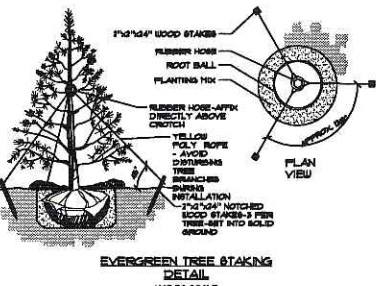 2"x2"x24" WOOD STAKES
RUBBER HOSE
ROOT BALL
PLANTING MIX
RUBBER HOSE-AFFIX
DIRECTLY ABOVE
CROTCH
YELLOW
POLY ROPE
- AVOID
DISTURBING
TREE
BRANCHES
DURING
INSTALLATION
2"x2"x24" NOTCHED
WOOD STAKES-3 PER
TREE-SET INTO SOLID
GROUND
APPROX.
PLAN
VIEW
EVERGREEN TREE STAKING
DETAIL